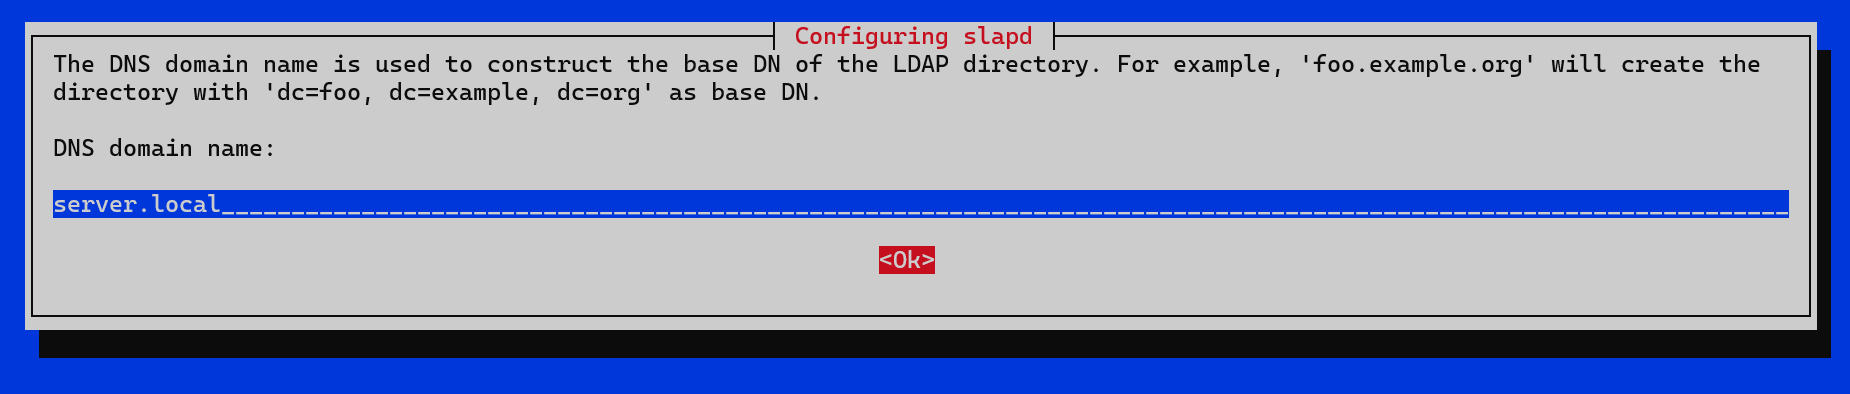 Configuring slapd
The DNS domain name is used to construct the base DN of the LDAP directory. For example, 'foo.example.org' will create the
directory with 'dc=foo, dc=example, dc=org' as base DN.
DNS domain name:
server.local
<Ok>